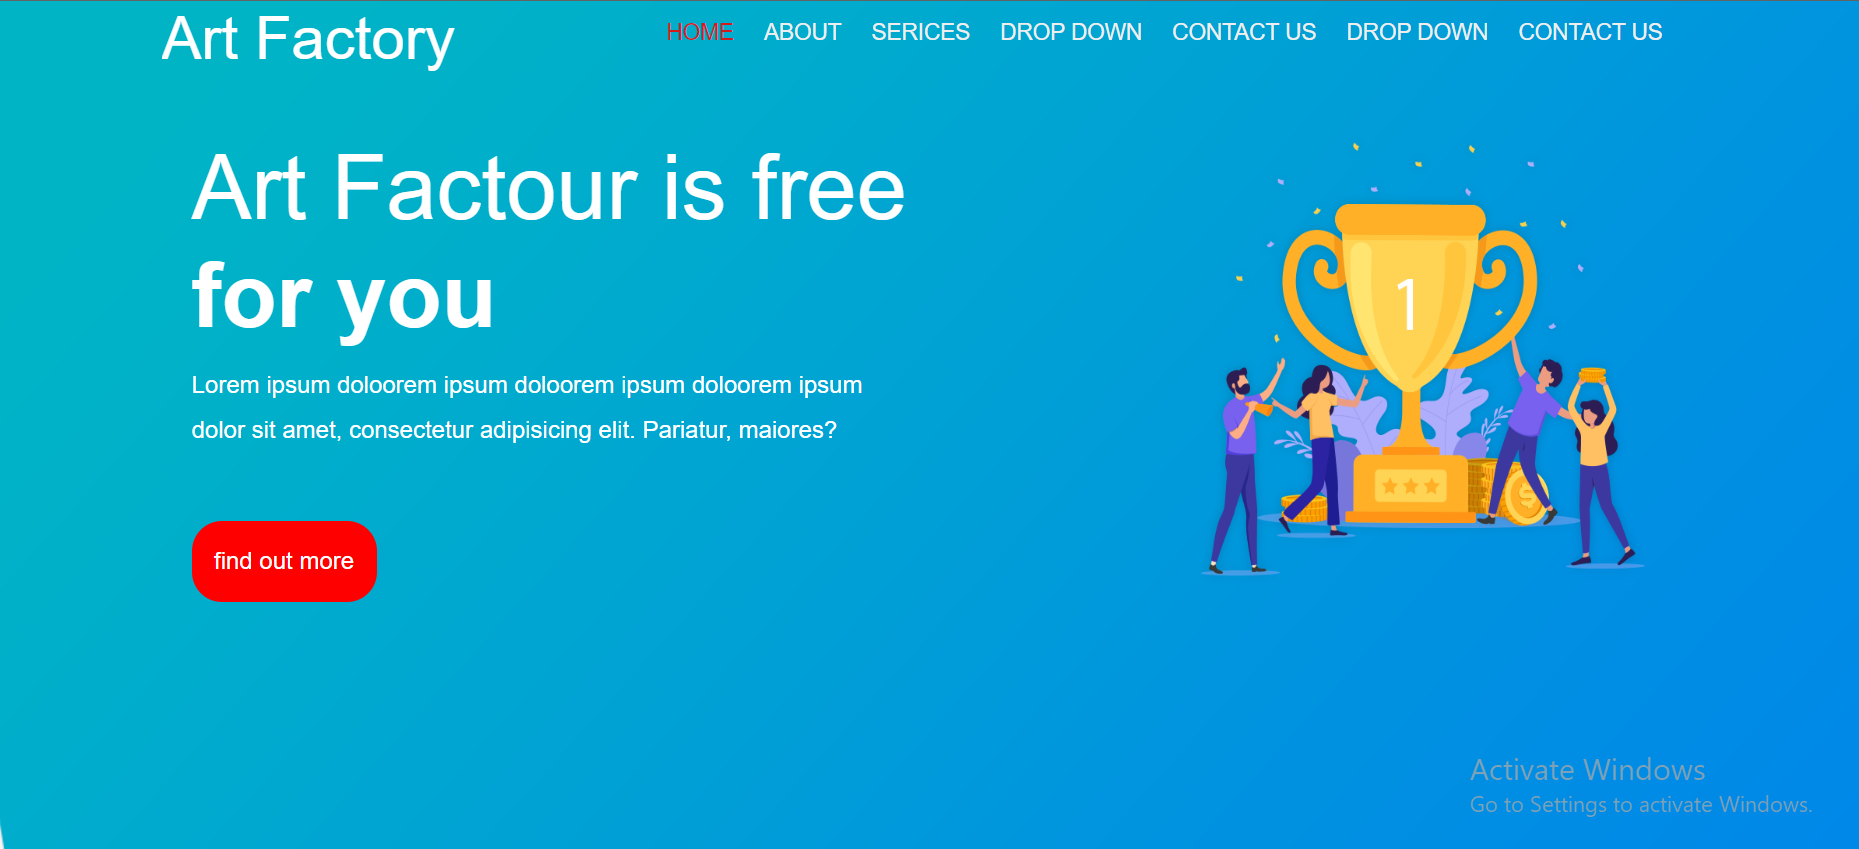 Art Factory
HOME ABOUT SERICES DROP DOWN CONTACT US DROP DOWN CONTACT US
Art Factour is free
for you
Lorem ipsum doloorem ipsum doloorem ipsum doloorem ipsum
dolor sit amet, consectetur adipisicing elit. Pariatur, maiores?
find out more
1
$
Activate Windows
Go to Settings to activate Windows.